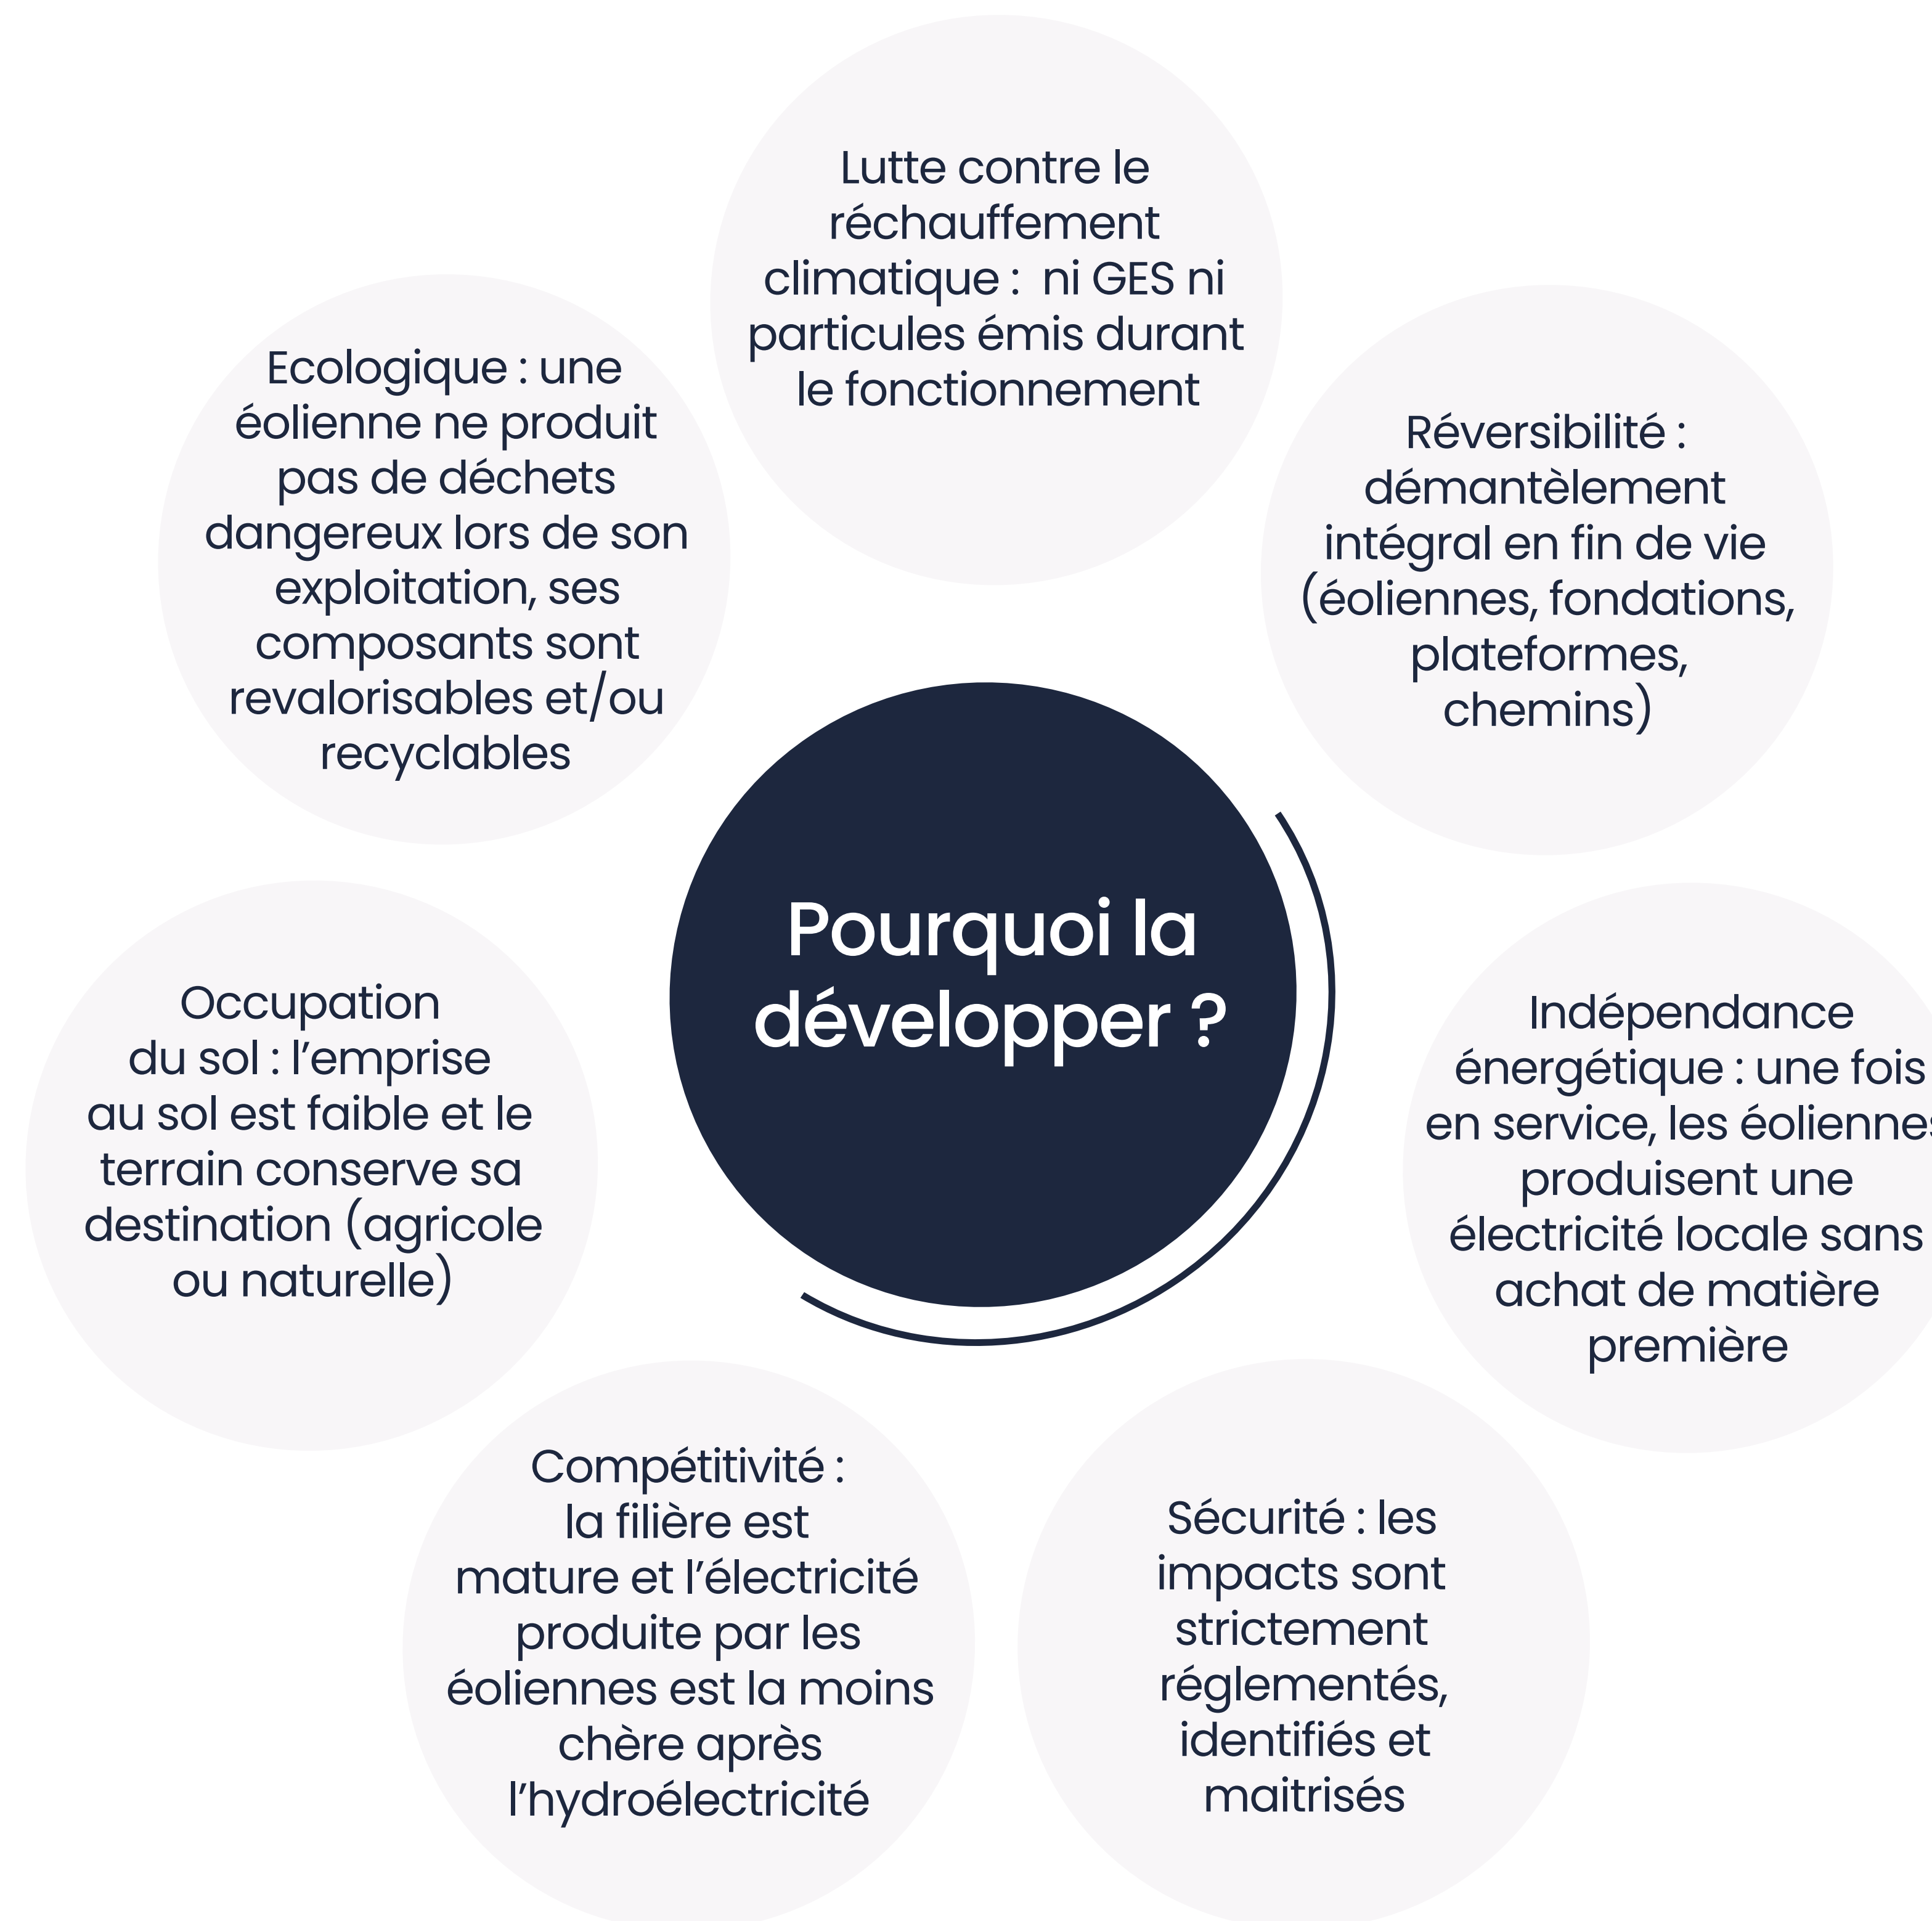 Lutte contre le
réchauffement
climatique :  ni GES ni
particules émis durant
le fonctionnement
Ecologique : une
éolienne ne produit
pas de déchets
dangereux lors de son
exploitation, ses
composants sont
revalorisables et/ou
recyclables
Réversibilité :
démantèlement
intégral en fin de vie
(éoliennes, fondations,
plateformes,
chemins)
Pourquoi la
développer ?
Occupation
du sol : l’emprise
au sol est faible et le
terrain conserve sa
destination (agricole
ou naturelle)
Indépendance
énergétique : une fois
en service, les éoliennes
produisent une
électricité locale sans
achat de matière
première
Compétitivité :
la filière est
mature et l’électricité
produite par les
éoliennes est la moins
chère après
l’hydroélectricité
Sécurité : les
impacts sont
strictement
réglementés,
identifiés et
maitrisés